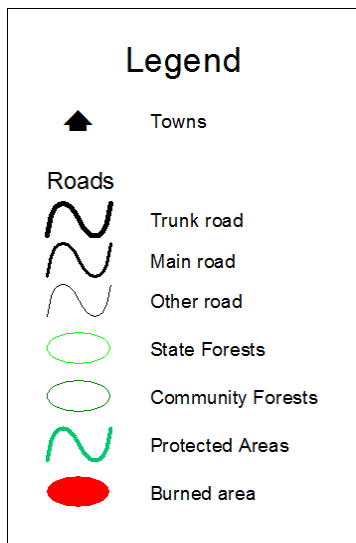 Legend
Towns
Roads
Trunk road
Main road
Other road
State Forests
Community Forests
Protected Areas
Burned area